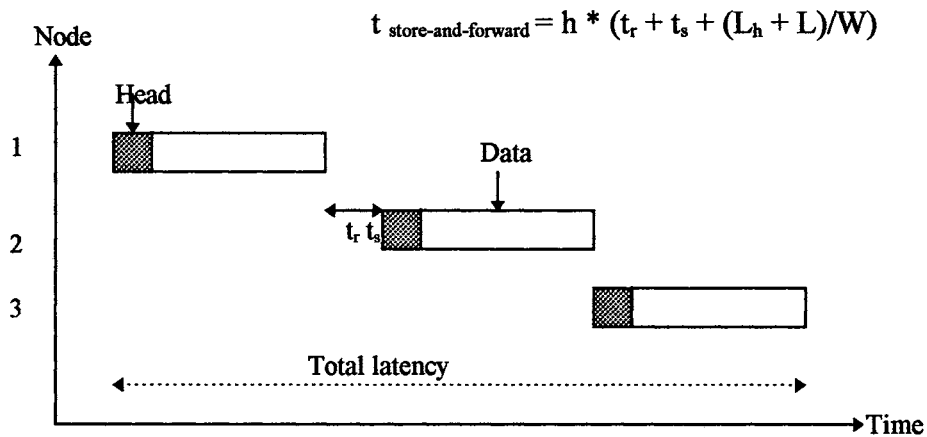 t store-and-forward = h * (tr + ts + (Lh + L)/W)
Node
Head
1
Data
tr ts
2
3
Total latency
Time